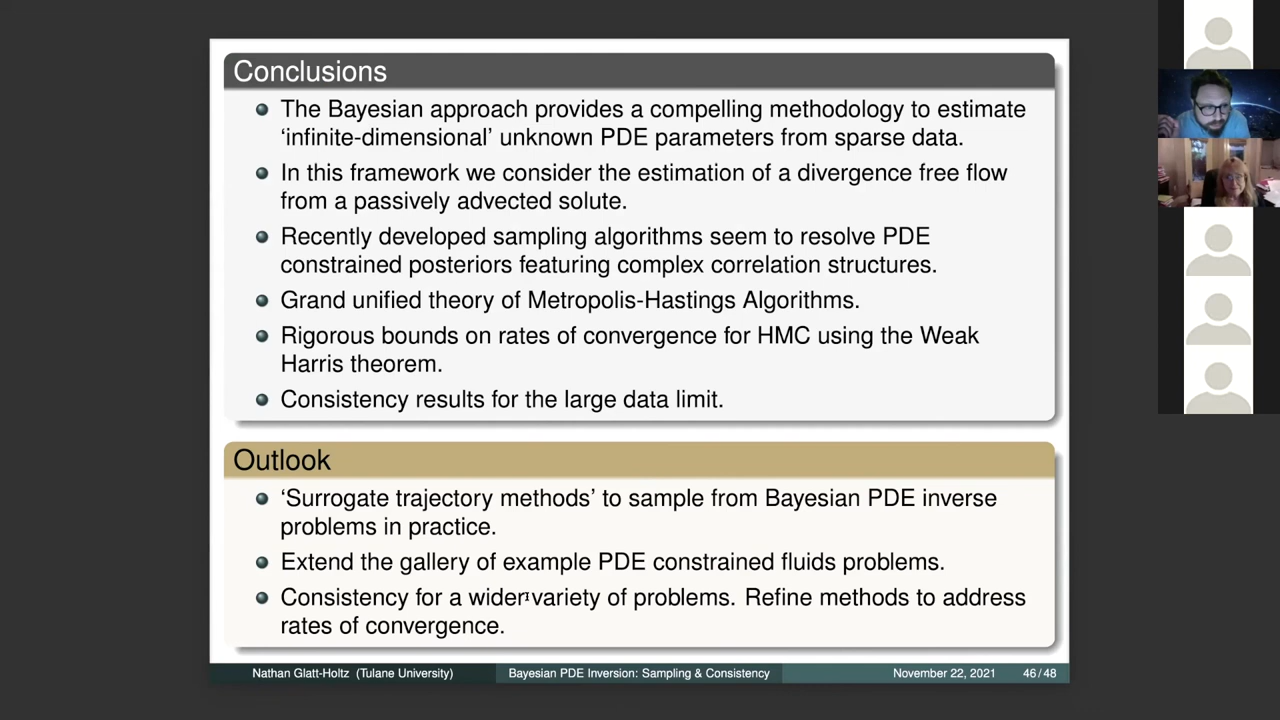 Conclusions
The Bayesian approach provides a compelling methodology to estimate
‘infinite-dimensional’ unknown PDE parameters from sparse data.
In this framework we consider the estimation of a divergence free flow
from a passively advected solute.
Recently developed sampling algorithms seem to resolve PDE
constrained posteriors featuring complex correlation structures.
Grand unified theory of Metropolis-Hastings Algorithms.
Rigorous bounds on rates of convergence for HMC using the Weak
Harris theorem.
Consistency results for the large data limit.
Outlook
‘Surrogate trajectory methods’ to sample from Bayesian PDE inverse
problems in practice.
Extend the gallery of example PDE constrained fluids problems.
Consistency for a wider variety of problems. Refine methods to address
rates of convergence.
Nathan Glatt-Holtz (Tulane University) Bayesian PDE Inversion: Sampling & Consistency November 22, 2021 46/48